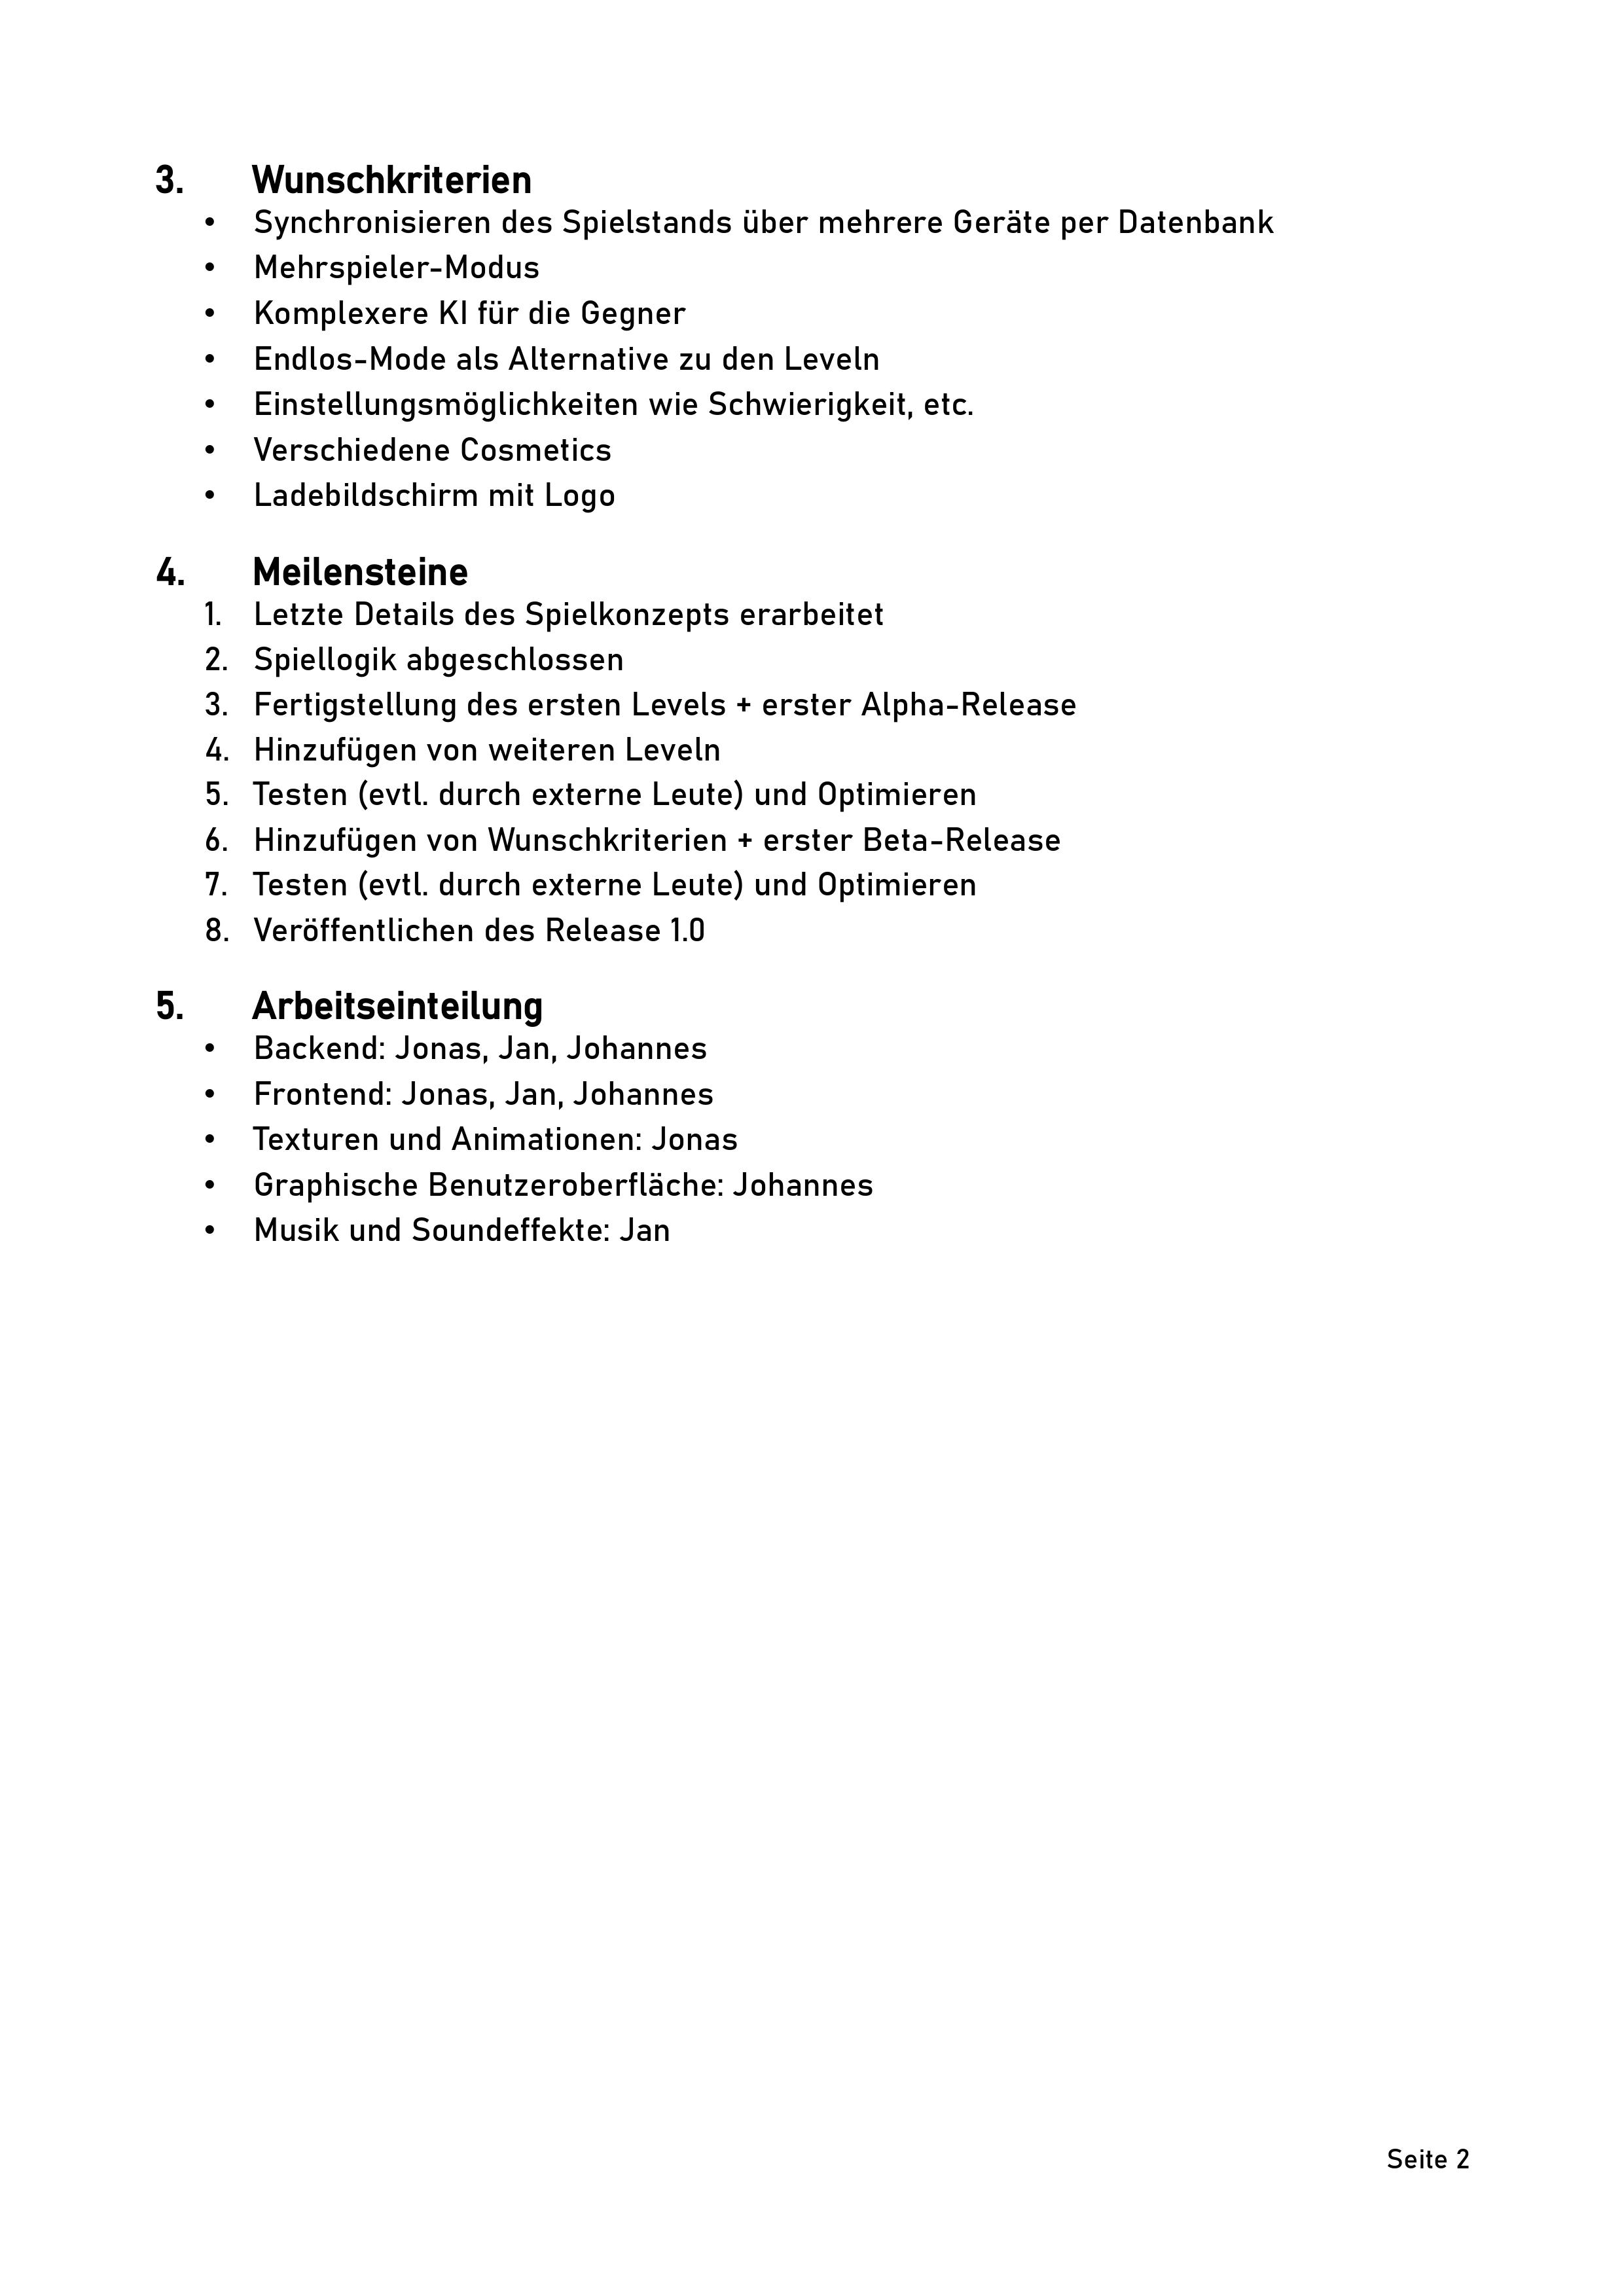 3. Wunschkriterien
• Synchronisieren des Spielstands über mehrere Geräte per Datenbank
• Mehrspieler-Modus
• Komplexere KI für die Gegner
• Endlos-Mode als Alternative zu den Leveln
• Einstellungsmöglichkeiten wie Schwierigkeit, etc.
• Verschiedene Cosmetics
• Ladebildschirm mit Logo
4. Meilensteine
1. Letzte Details des Spielkonzepts erarbeitet
2. Spiellogik abgeschlossen
3. Fertigstellung des ersten Levels + erster Alpha-Release
4. Hinzufügen von weiteren Leveln
5. Testen (evtl. durch externe Leute) und Optimieren
6. Hinzufügen von Wunschkriterien + erster Beta-Release
7. Testen (evtl. durch externe Leute) und Optimieren
8. Veröffentlichen des Release 1.0
5. Arbeitseinteilung
• Backend: Jonas, Jan, Johannes
• Frontend: Jonas, Jan, Johannes
• Texturen und Animationen: Jonas
• Graphische Benutzeroberfläche: Johannes
• Musik und Soundeffekte: Jan
Seite 2